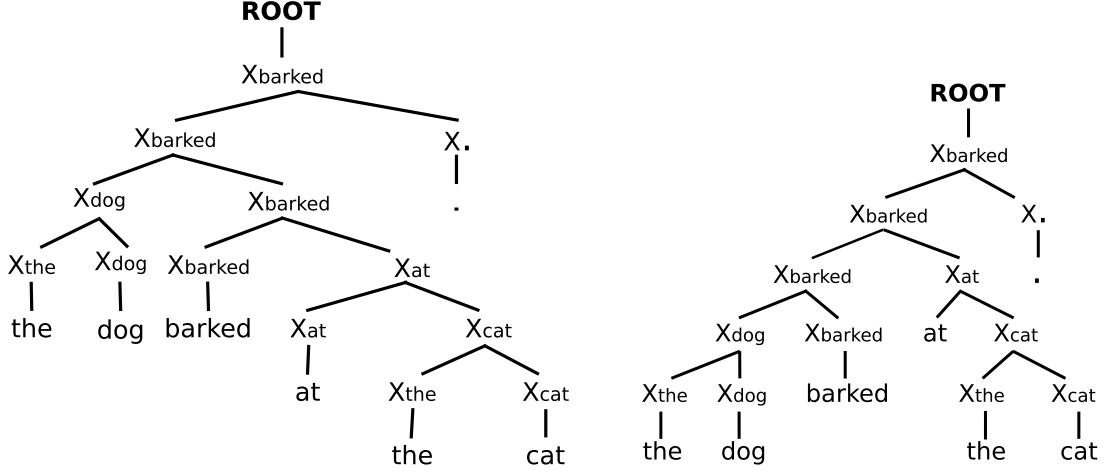 ROOT
Xbarked
Xbarked X.
Xdog Xbarked .
Xthe Xdog Xbarked Xat
the dog barked Xat Xcat
at Xthe Xcat
the cat
ROOT
Xbarked
Xbarked X.
Xbarked Xat .
Xdog Xbarked at Xcat
Xthe Xdog barked Xthe Xcat
the dog the cat